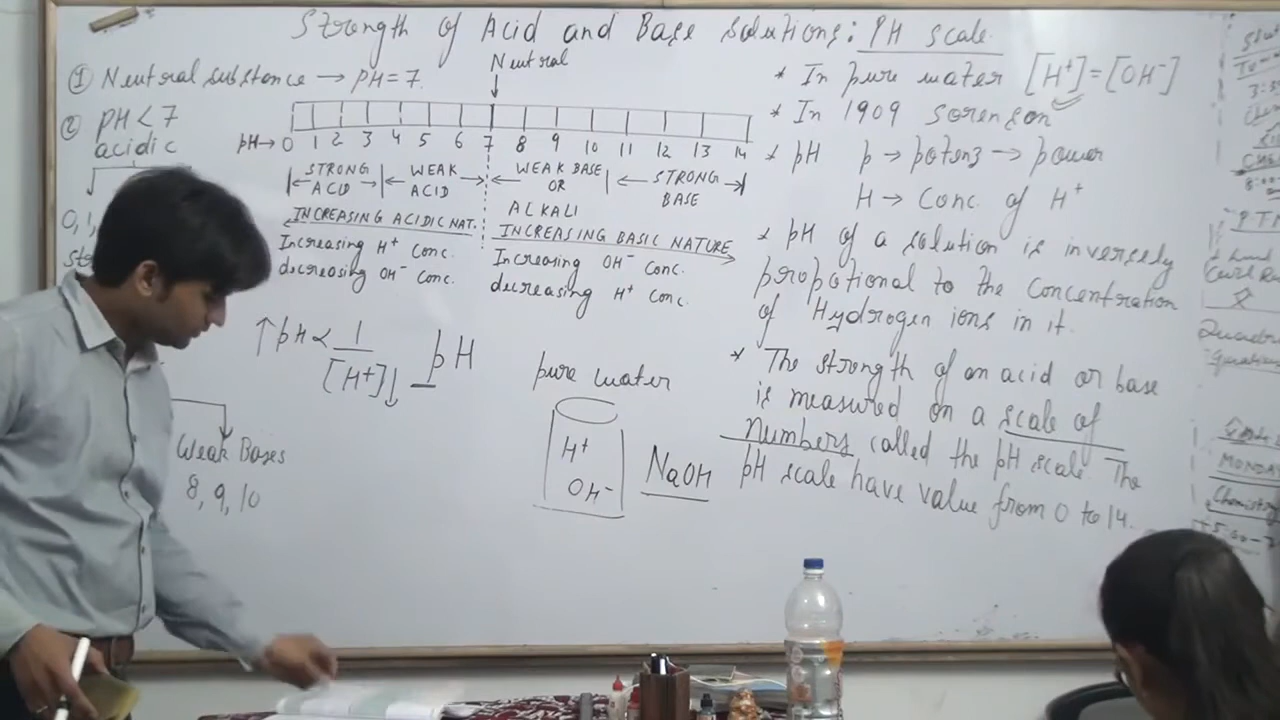 Strength of Acid and Base solutions: PH scale.
① Neutral substance → PH = 7.
② PH < 7
acidic
0, 1,
Neutral
pH → 0 1 2 3 4 5 6 7 8 9 10 11 12 13 14
STRONG ACID
WEAK ACID
WEAK BASE OR ALKALI
STRONG BASE
INCREASING ACIDIC NAT.
Increasing H⁺ Conc.
decreasing OH⁻ Conc.
INCREASING BASIC NATURE
Increasing OH⁻ Conc.
decreasing H⁺ Conc.
↑ pH ∝ 1/[H⁺]↓
pH
Weak Bases
8, 9, 10
pure water
H⁺
OH⁻
NaOH
* In pure water [H⁺] = [OH⁻]
* In 1909 Sorenson
* pH p → potenz → power
H → Conc. of H⁺
* pH of a solution is inversely
propotional to the concentration
of Hydrogen ions in it.
* The strength of an acid or base
is measured on a scale of
numbers called the pH scale. The
pH scale have value from 0 to 14.
MONDA
Chemistry